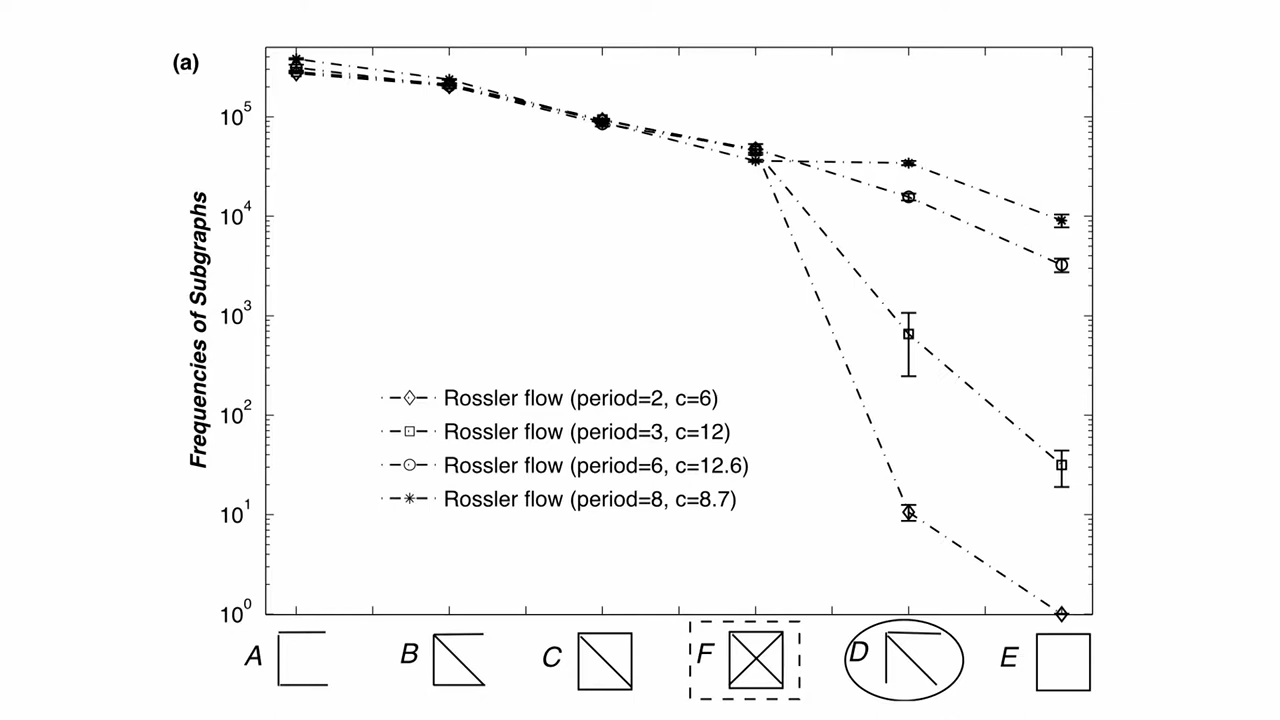 (a)
Frequencies of Subgraphs
10^5
10^4
10^3
10^2
10^1
10^0
Rossler flow (period=2, c=6)
Rossler flow (period=3, c=12)
Rossler flow (period=6, c=12.6)
Rossler flow (period=8, c=8.7)
A B C F D E